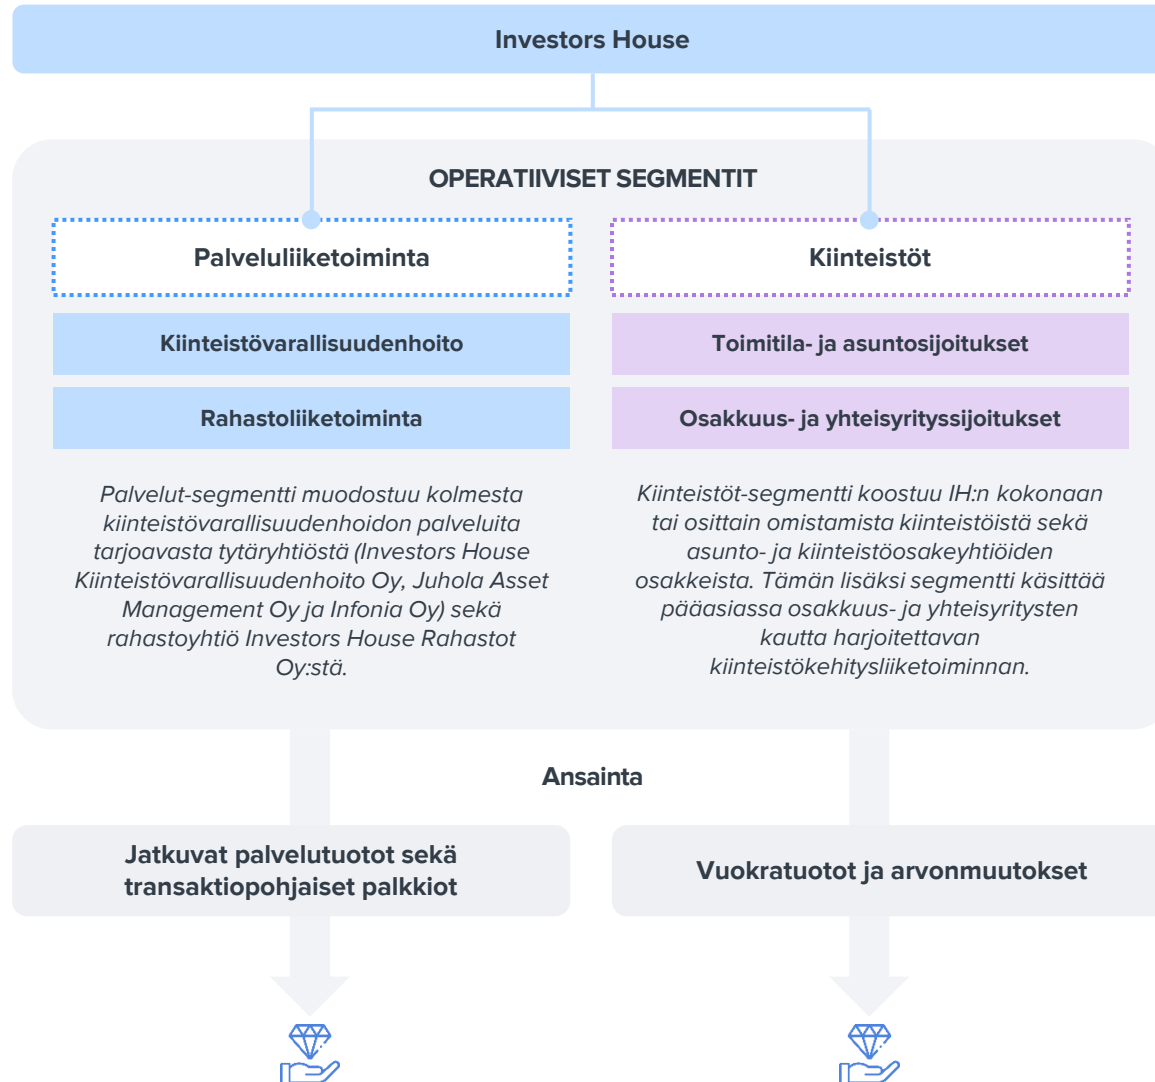 Investors House
OPERATIIVISET SEGMENTIT
Palveluliiketoiminta
Kiinteistövarallisuudenhoito
Rahastoliiketoiminta
Palvelut-segmentti muodostuu kolmesta
kiinteistövarallisuudenhoidon palveluita
tarjoavasta tytäryhtiöstä (Investors House
Kiinteistövarallisuudenhoito Oy, Juhola Asset
Management Oy ja Infonia Oy) sekä
rahastoyhtiö Investors House Rahastot
Oy:stä.
Kiinteistöt
Toimitila- ja asuntosijoitukset
Osakkuus- ja yhteisyrityssijoitukset
Kiinteistöt-segmentti koostuu IH:n kokonaan
tai osittain omistamista kiinteistöistä sekä
asunto- ja kiinteistöosakeyhtiöiden
osakkeista. Tämän lisäksi segmentti käsittää
pääasiassa osakkuus- ja yhteisyritysten
kautta harjoitettavan
kiinteistökehitysliiketoiminnan.
Ansainta
Jatkuvat palvelutuotot sekä
transaktiopohjaiset palkkiot
Vuokratuotot ja arvonmuutokset